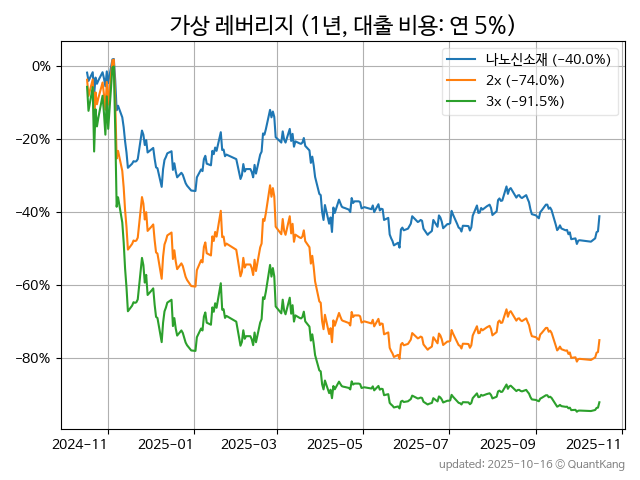 가상 레버리지 (1년, 대출 비용: 연 5%)
나노신소재 (−40.0%)
2x (−74.0%)
3x (−91.5%)
0%
−20%
−40%
−60%
−80%
2024-11 2025-01 2025-03 2025-05 2025-07 2025-09 2025-11
updated: 2025-10-16 © QuantKang